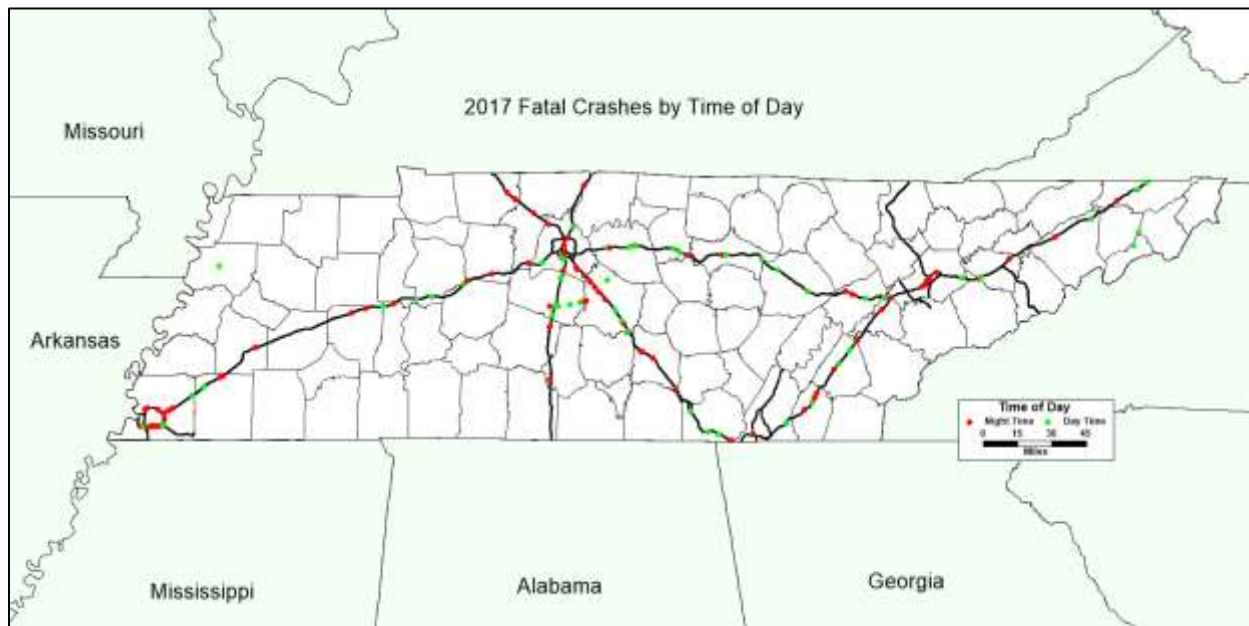 2017 Fatal Crashes by Time of Day
Missouri
Arkansas
Time of Day
Night Time Day Time
0 15 30 45
Miles
Mississippi
Alabama
Georgia